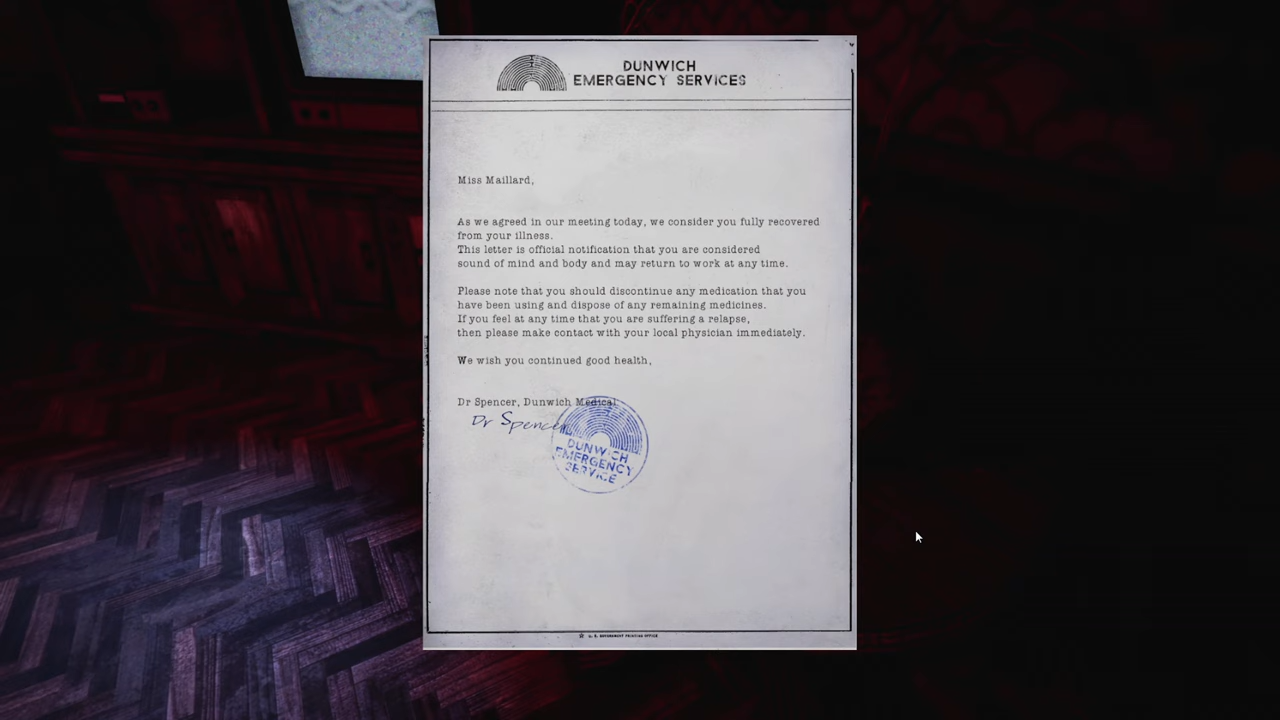 DUNWICH
EMERGENCY SERVICES
Miss Maillard,
As we agreed in our meeting today, we consider you fully recovered
from your illness.
This letter is official notification that you are considered
sound of mind and body and may return to work at any time.
Please note that you should discontinue any medication that you
have been using and dispose of any remaining medicines.
If you feel at any time that you are suffering a relapse,
then please make contact with your local physician immediately.
We wish you continued good health,
Dr Spencer, Dunwich Medical
Dr Spencer
DUNWICH
EMERGENCY
SERVICE
U. S. GOVERNMENT PRINTING OFFICE